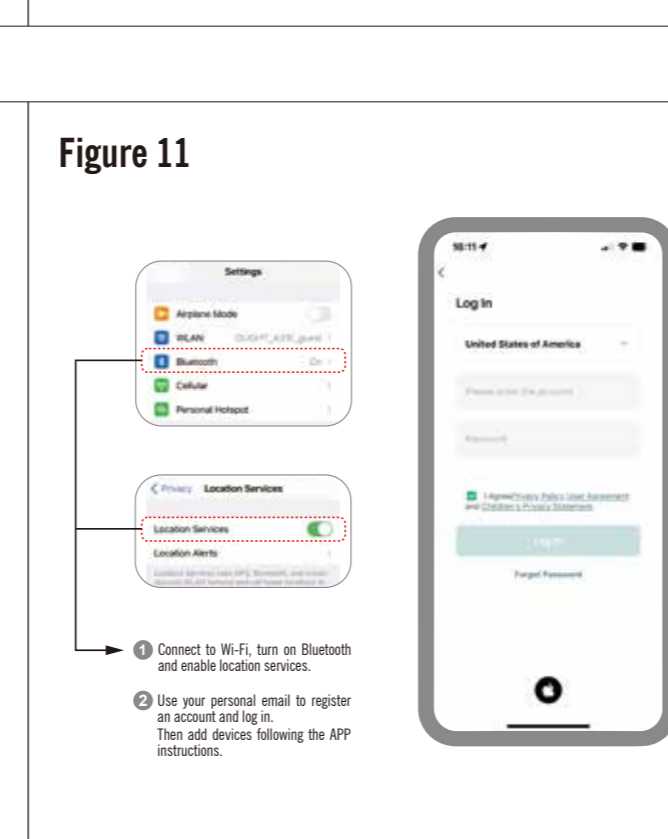 Figure 11
Settings
Airplane Mode
WLAN
Bluetooth On
Cellular
Personal Hotspot
Privacy Location Services
Location Services
Location Alerts
1 Connect to Wi-Fi, turn on Bluetooth
and enable location services.
2 Use your personal email to register
an account and log in.
Then add devices following the APP
instructions.
16:11
Log In
United States of America
Please enter the account
Password
I Agree Privacy Policy User Agreement
and Children's Privacy Statement
Log In
Forgot Password